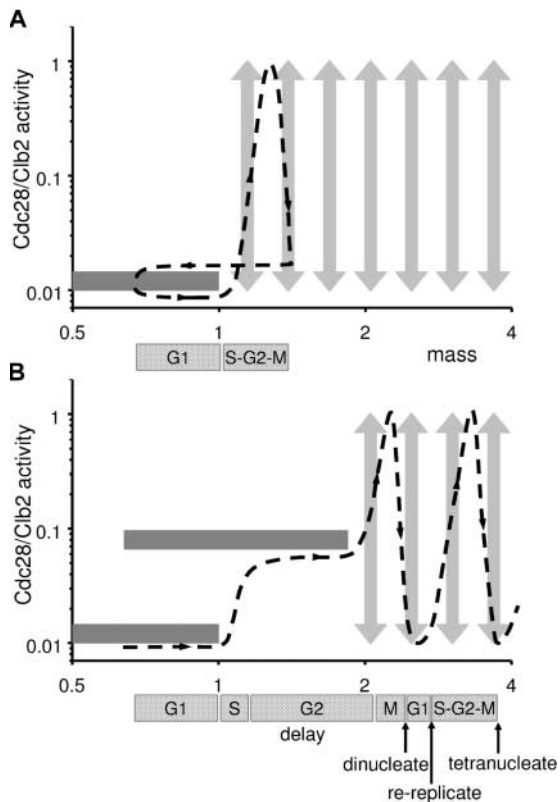 A
Cdc28/Clb2 activity
1
0.1
0.01
0.5
1
2
4
mass
G1
S-G2-M
B
Cdc28/Clb2 activity
1
0.1
0.01
0.5
1
2
4
G1
S
G2
M
G1
S-G2-M
delay
dinucleate
tetranucleate
re-replicate